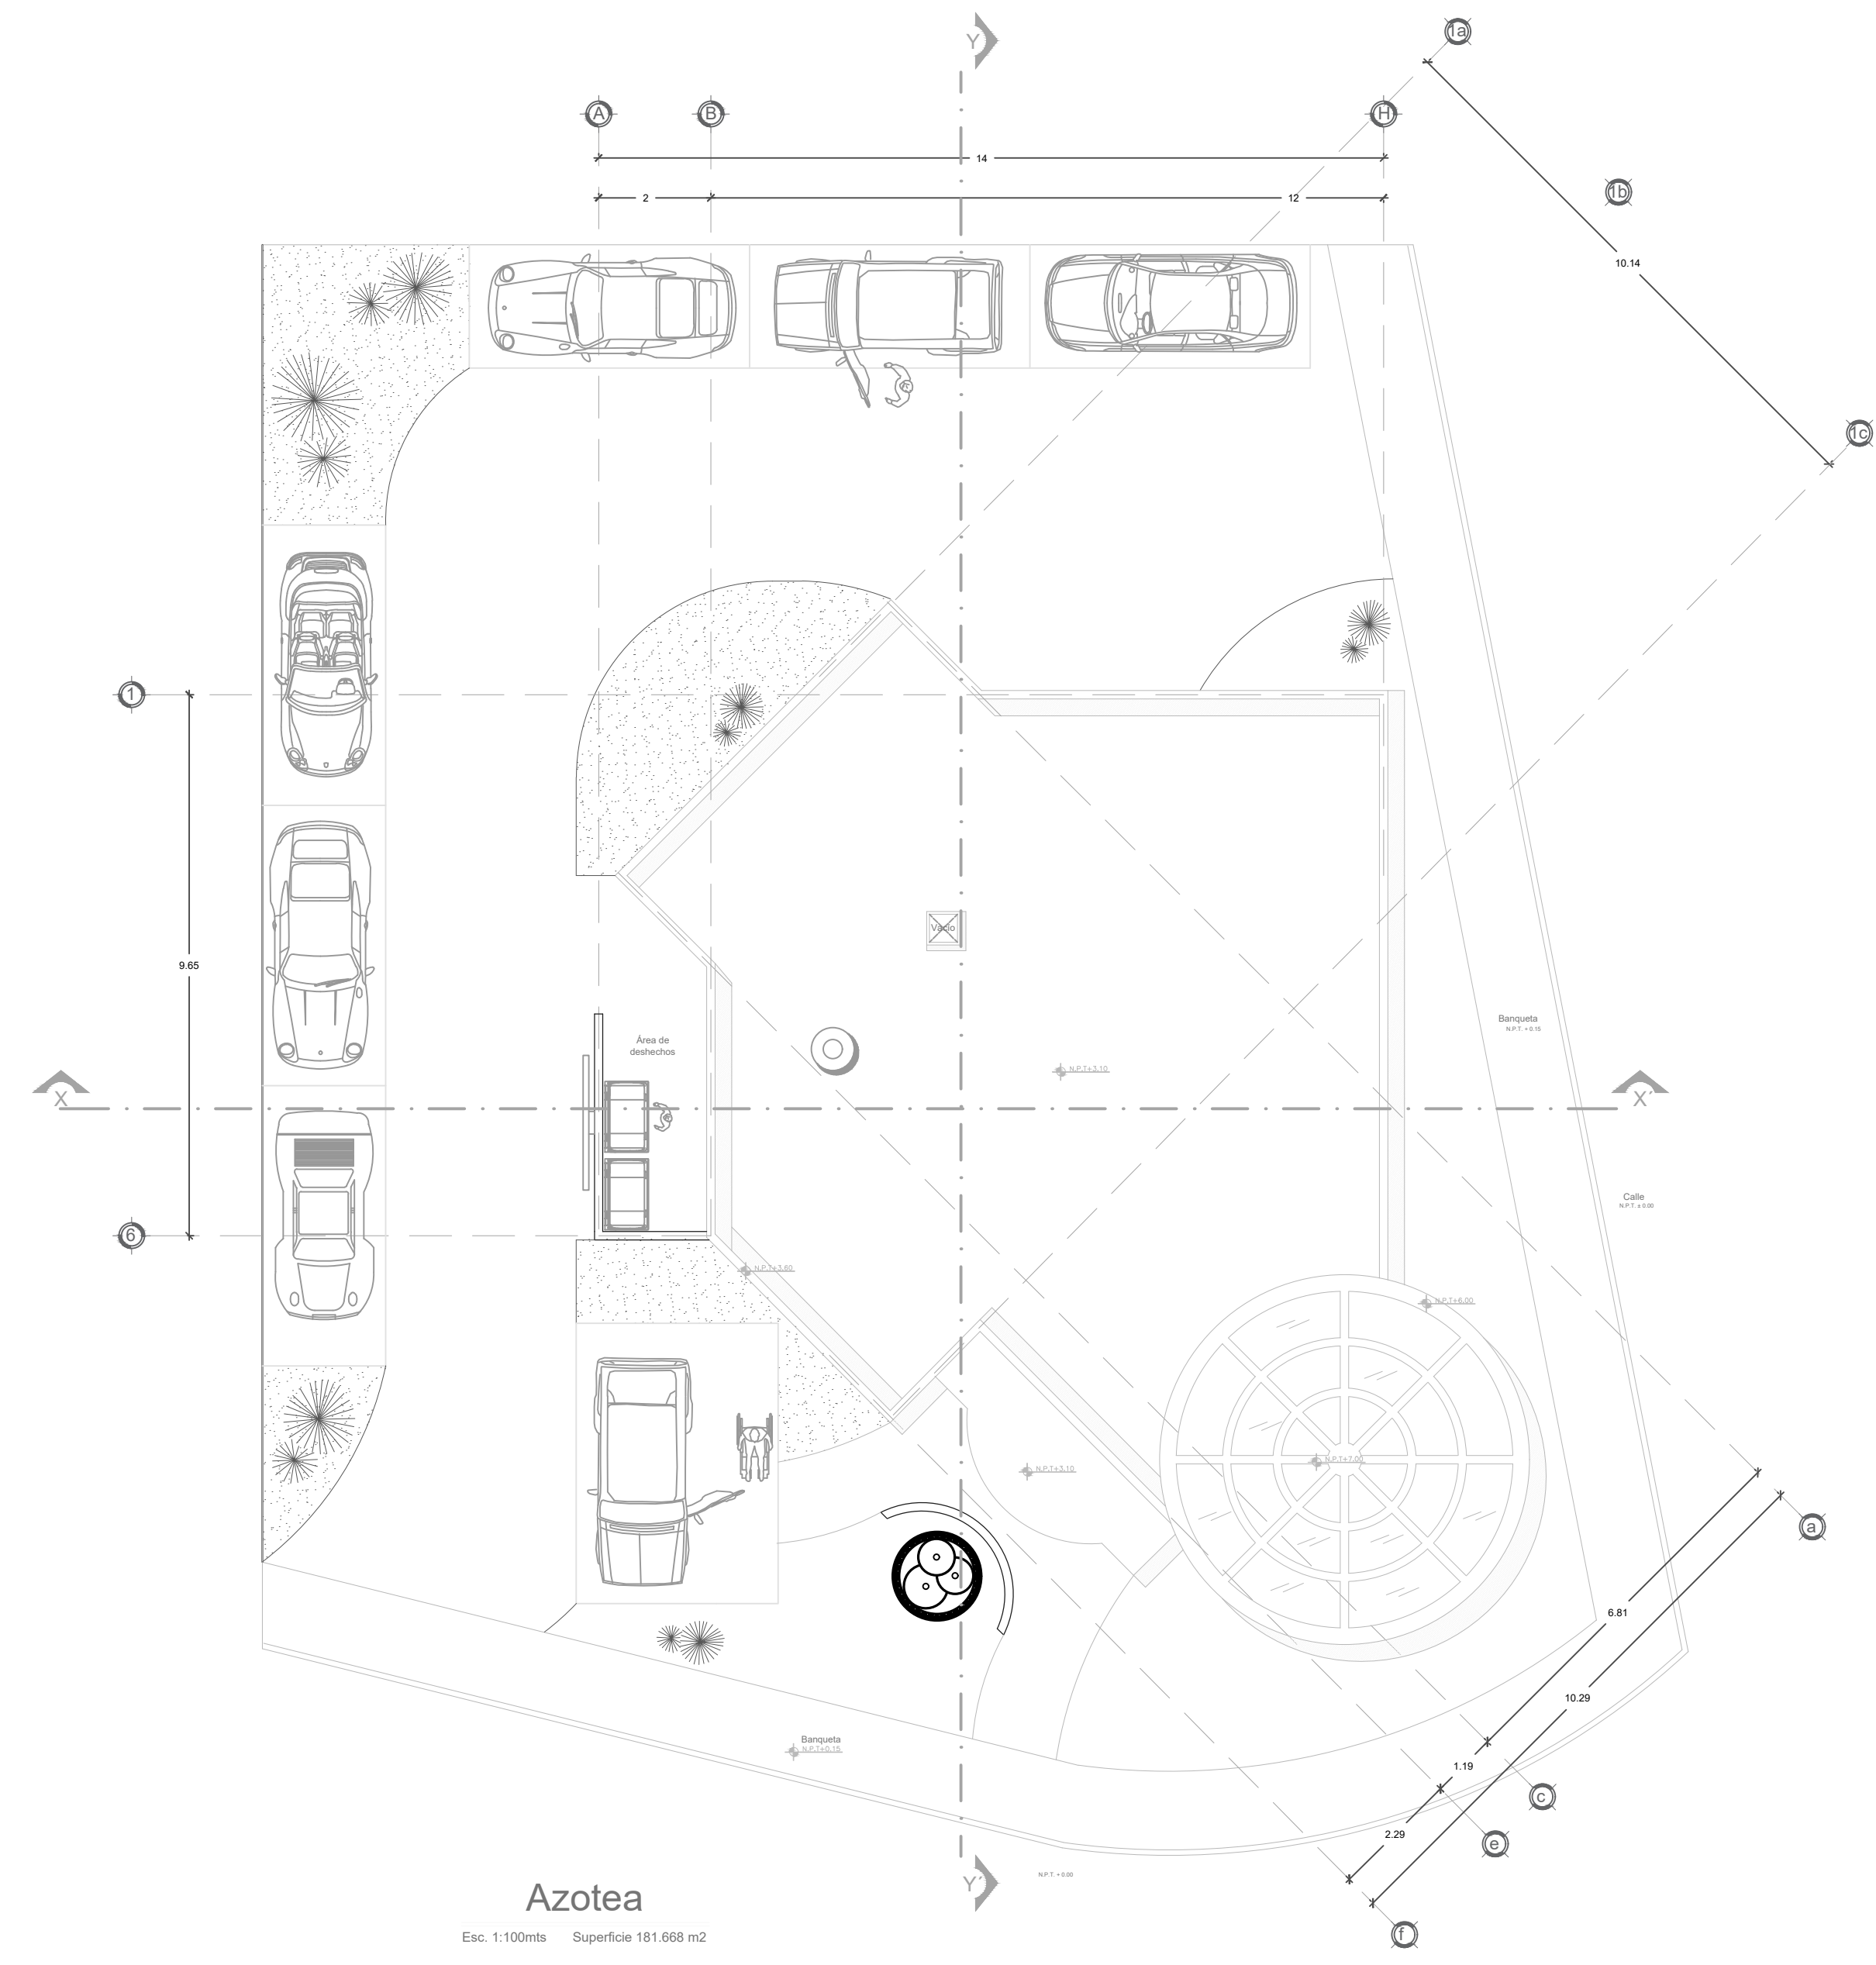 1a
Y
A
B
H
14
2
12
1b
10.14
1c
1
9.65
Vacio
Banqueta
N.P.T. + 0.15
Área de
deshechos
N.P.T+3.10
X
X´
Calle
N.P.T. ± 0.00
6
N.P.T+3.60
N.P.T+6.00
N.P.T+7.00
N.P.T+3.10
a
6.81
10.29
Banqueta
N.P.T+0.15
1.19
c
2.29
e
Y´
N.P.T. + 0.00
f
Azotea
Esc. 1:100mts Superficie 181.668 m2